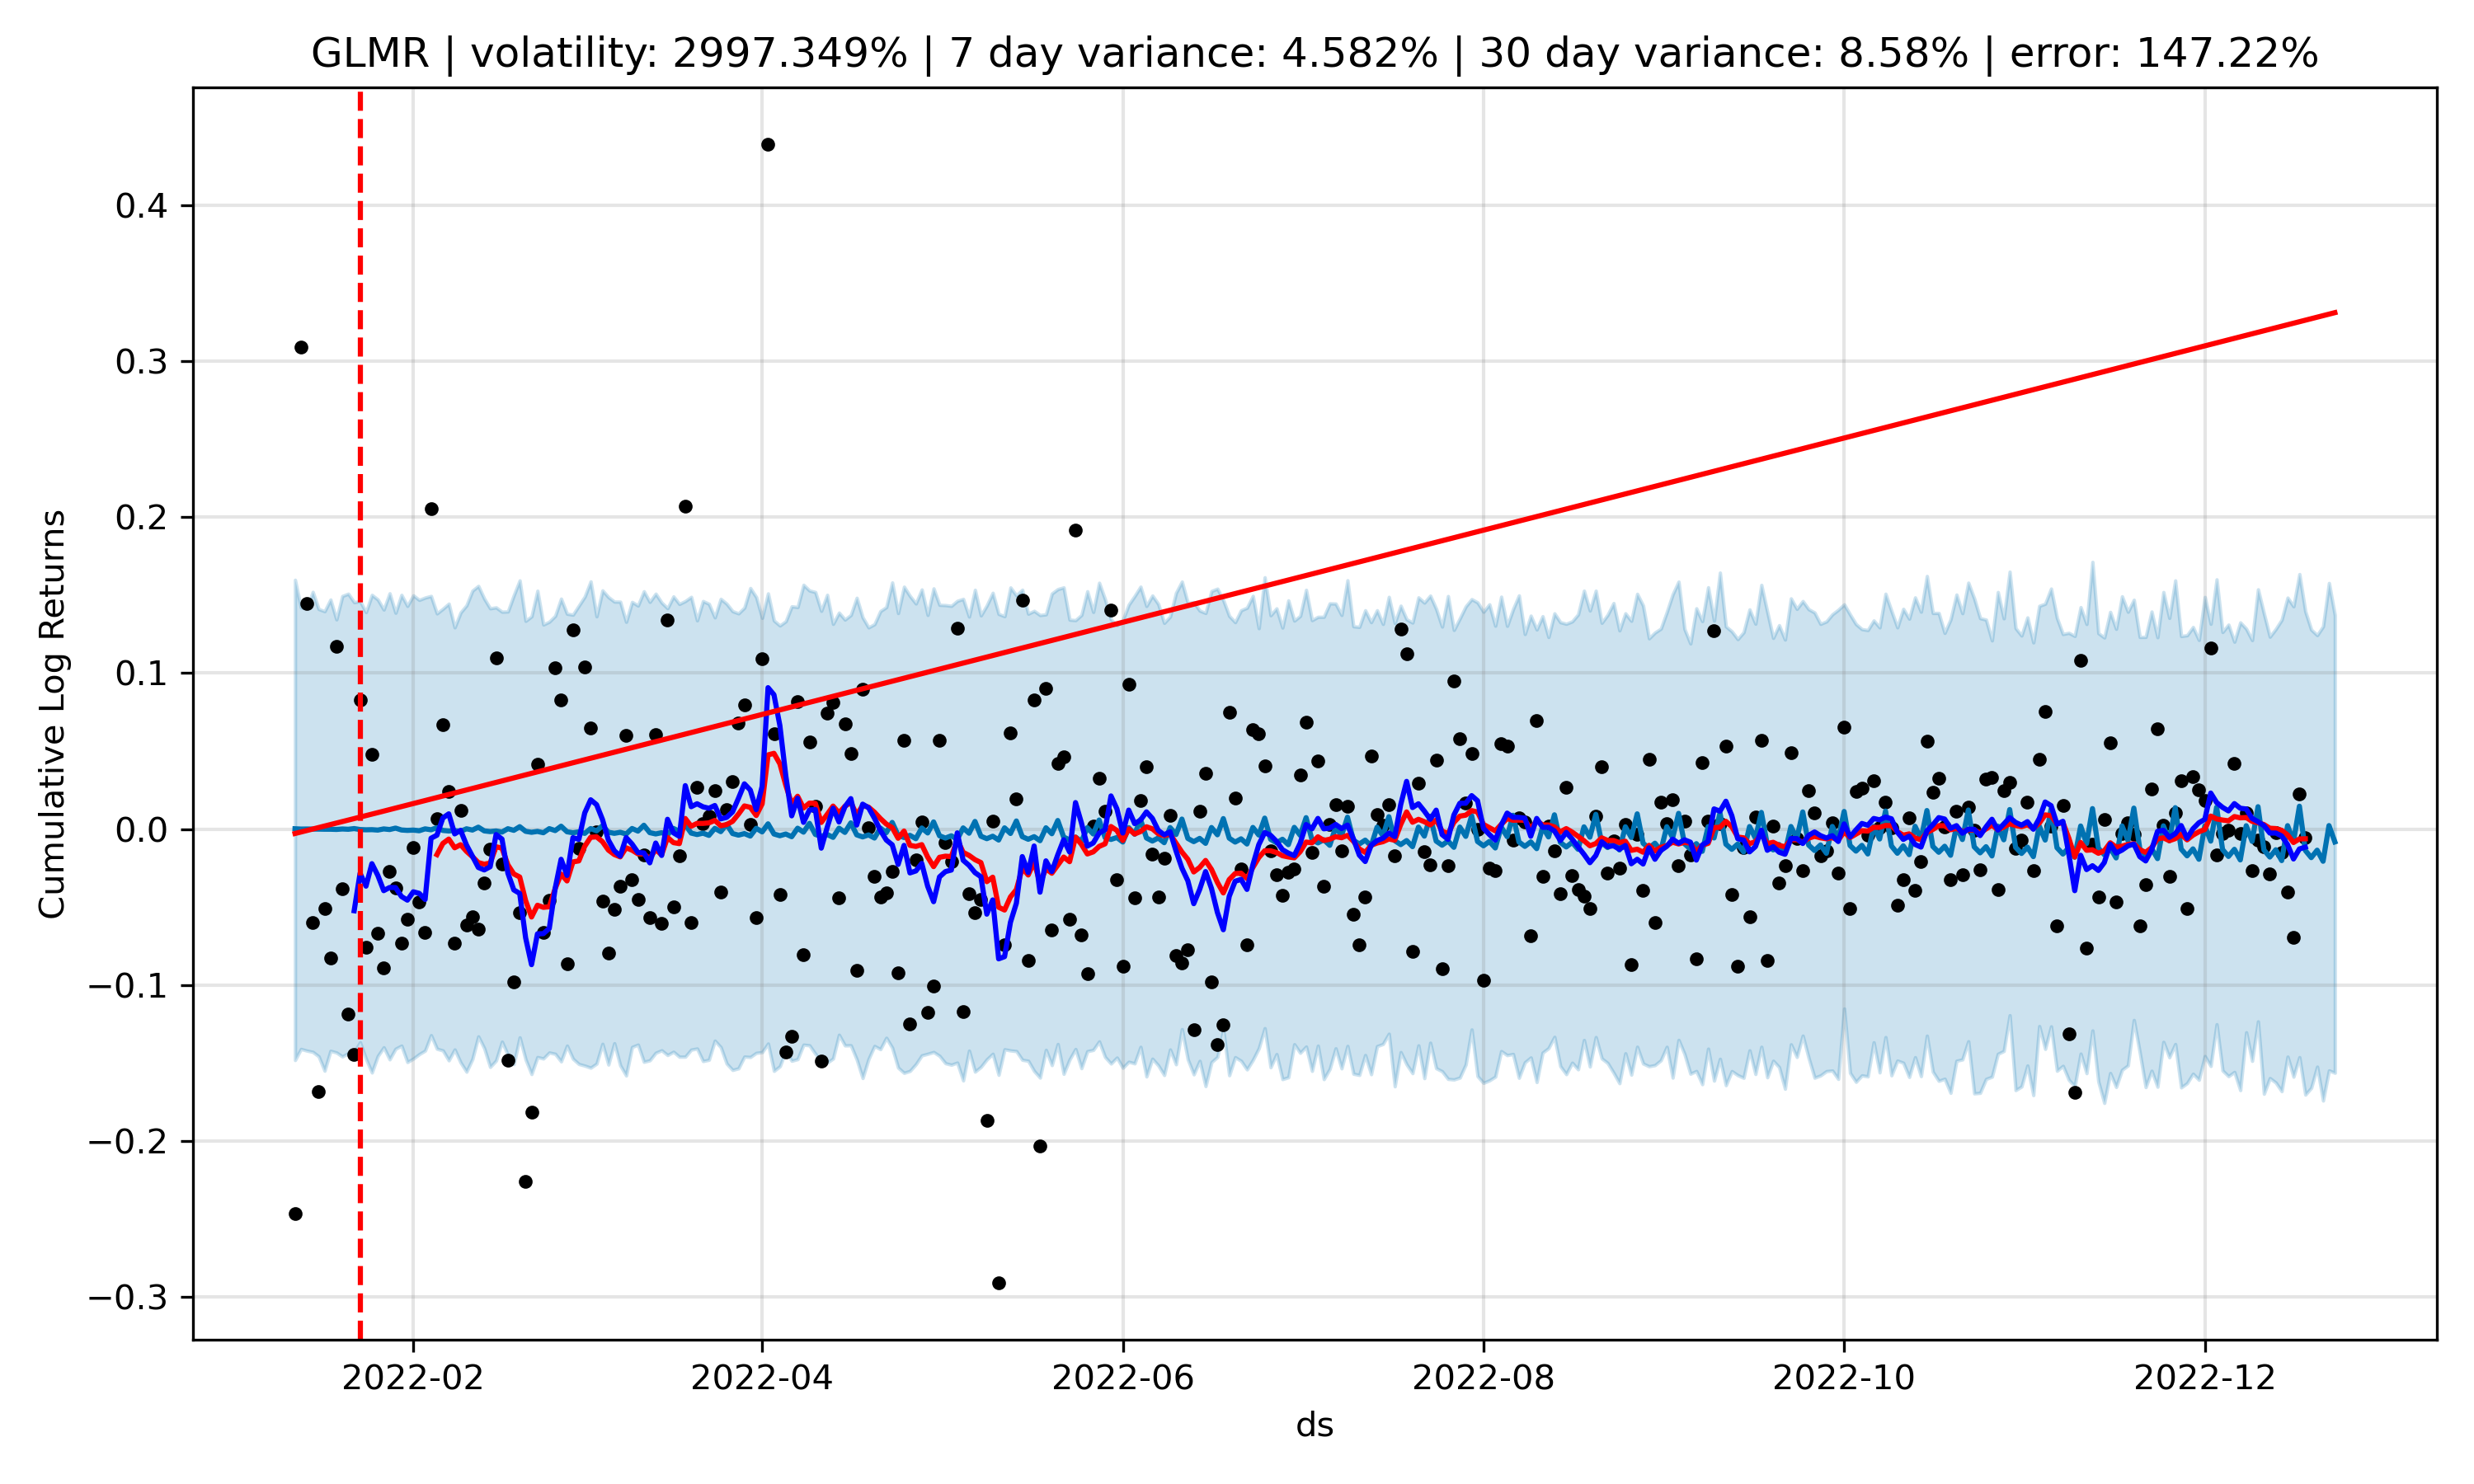 GLMR | volatility: 2997.349% | 7 day variance: 4.582% | 30 day variance: 8.58% | error: 147.22%
Cumulative Log Returns
0.4
0.3
0.2
0.1
0.0
−0.1
−0.2
−0.3
2022-02 2022-04 2022-06 2022-08 2022-10 2022-12
ds